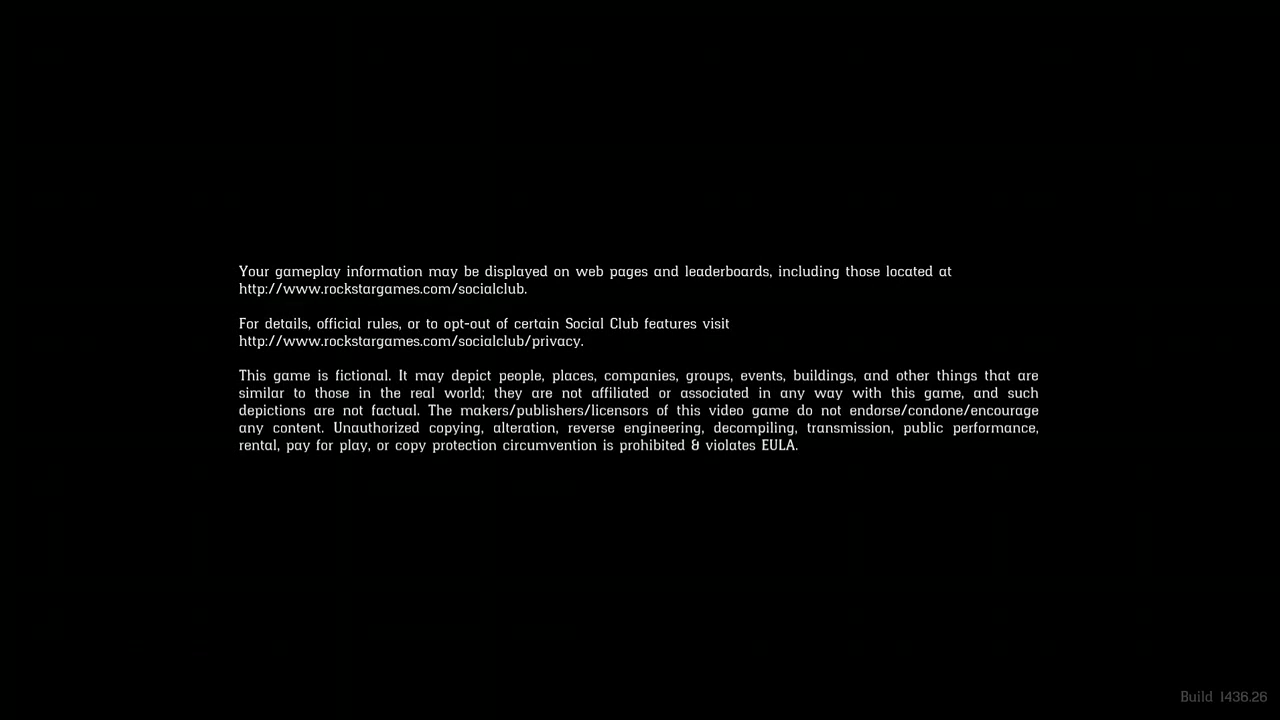 Your gameplay information may be displayed on web pages and leaderboards, including those located at
http://www.rockstargames.com/socialclub.
For details, official rules, or to opt-out of certain Social Club features visit
http://www.rockstargames.com/socialclub/privacy.
This game is fictional. It may depict people, places, companies, groups, events, buildings, and other things that are
similar to those in the real world; they are not affiliated or associated in any way with this game, and such
depictions are not factual. The makers/publishers/licensors of this video game do not endorse/condone/encourage
any content. Unauthorized copying, alteration, reverse engineering, decompiling, transmission, public performance,
rental, pay for play, or copy protection circumvention is prohibited & violates EULA.
Build 1436.26